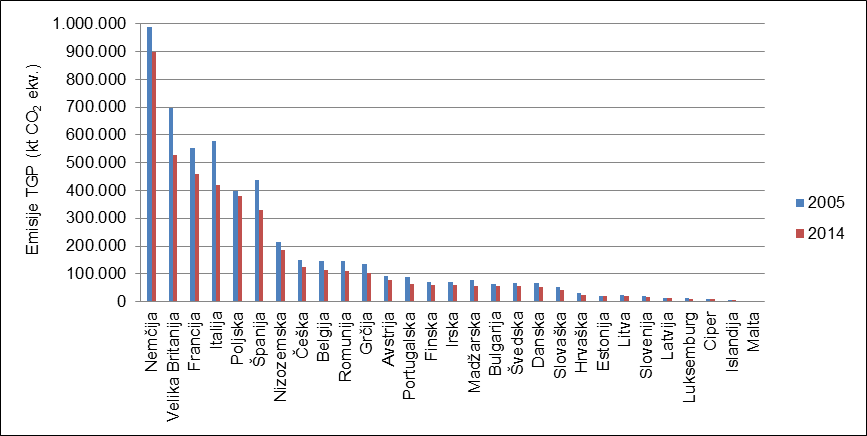 Emisije TGP (kt CO₂ ekv.)
1.000.000
900.000
800.000
700.000
600.000
500.000
400.000
300.000
200.000
100.000
0
Nemčija
Velika Britanija
Francija
Italija
Poljska
Španija
Nizozemska
Češka
Belgija
Romunija
Grčija
Avstrija
Portugalska
Finska
Irska
Madžarska
Bulgarija
Švedska
Danska
Slovaška
Hrvaška
Estonija
Litva
Slovenija
Latvija
Luksemburg
Ciper
Islandija
Malta
2005
2014